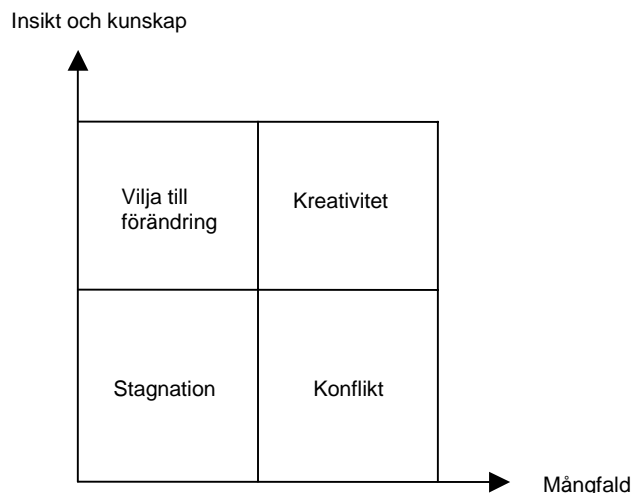 Insikt och kunskap
Vilja till
förändring
Kreativitet
Stagnation
Konflikt
Mångfald